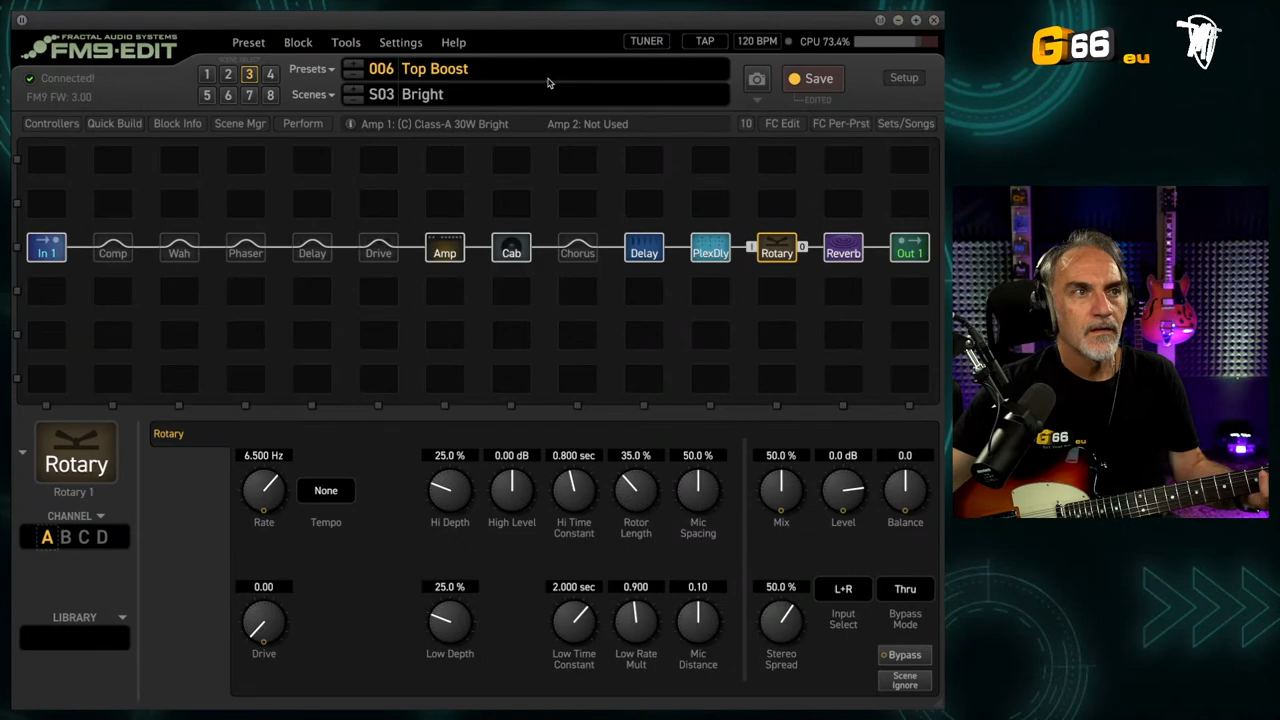 FRACTAL AUDIO SYSTEMS
FM9-EDIT
Preset Block Tools Settings Help
TUNER TAP 120 BPM CPU 73.4%
Connected!
FM9 FW: 3.00
SCENE SELECT
1 2 3 4
5 6 7 8
Presets 006 Top Boost
Scenes S03 Bright
Save
EDITED
Setup
Controllers Quick Build Block Info Scene Mgr Perform Amp 1: (C) Class-A 30W Bright Amp 2: Not Used 10 FC Edit FC Per-Prst Sets/Songs
In 1 Comp Wah Phaser Delay Drive Amp Cab Chorus Delay PlexDly I Rotary O Reverb Out 1
Rotary
Rotary 1
CHANNEL
A B C D
LIBRARY
Rotary
6.500 Hz 25.0 % 0.00 dB 0.800 sec 35.0 % 50.0 % 50.0 % 0.0 dB 0.0
None
Rate Tempo Hi Depth High Level Hi Time Constant Rotor Length Mic Spacing Mix Level Balance
0.00 25.0 % 2.000 sec 0.900 0.10 50.0 % L+R Thru
Drive Low Depth Low Time Constant Low Rate Mult Mic Distance Stereo Spread Input Select Bypass Mode
Bypass
Scene Ignore
G66 eu
G66 eu